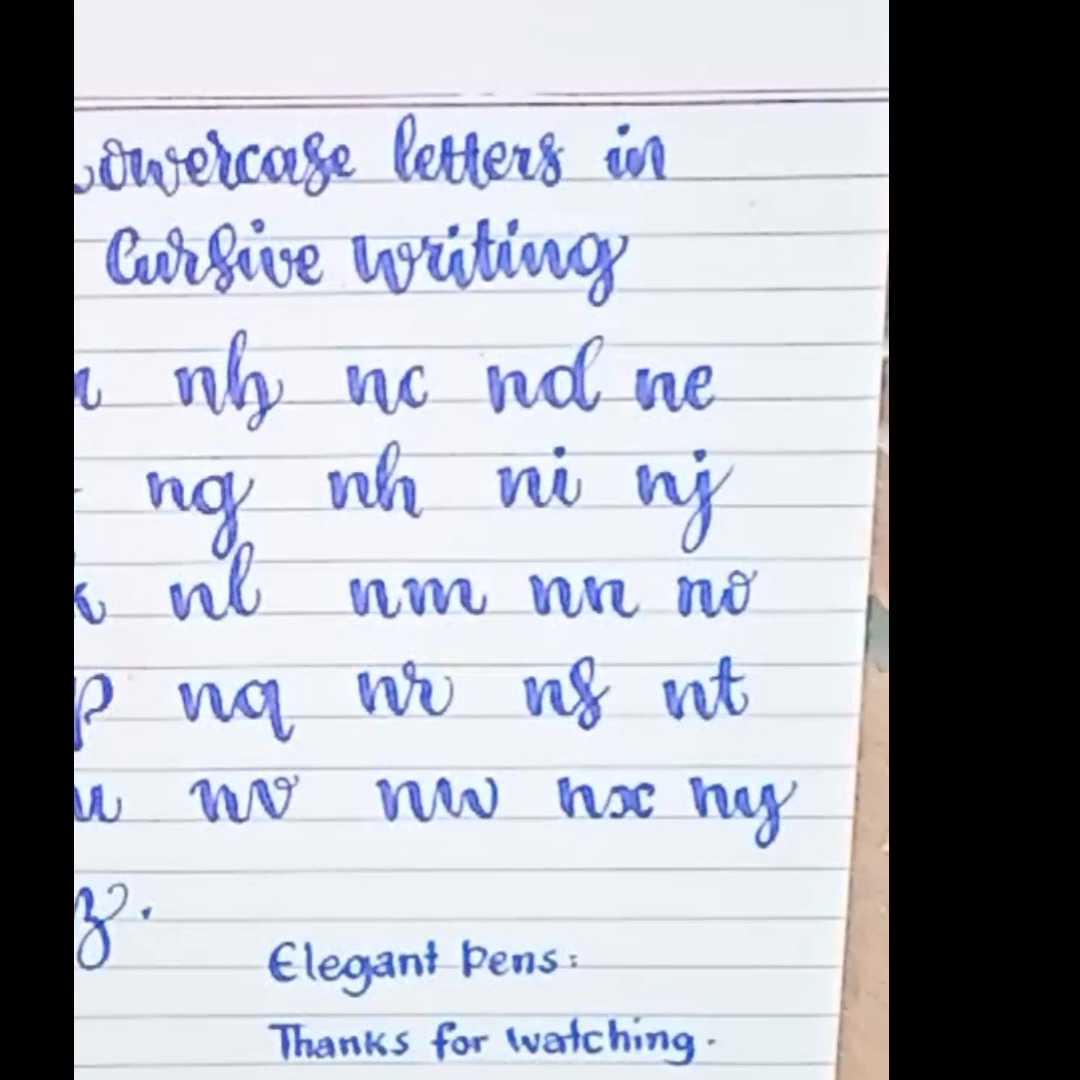 Lowercase letters in
Cursive writing
nb nc nd ne
ng nh ni nj
nl nm nn no
p nq nr ns nt
u nv nw nx ny
z.
Elegant Pens:
Thanks for watching.